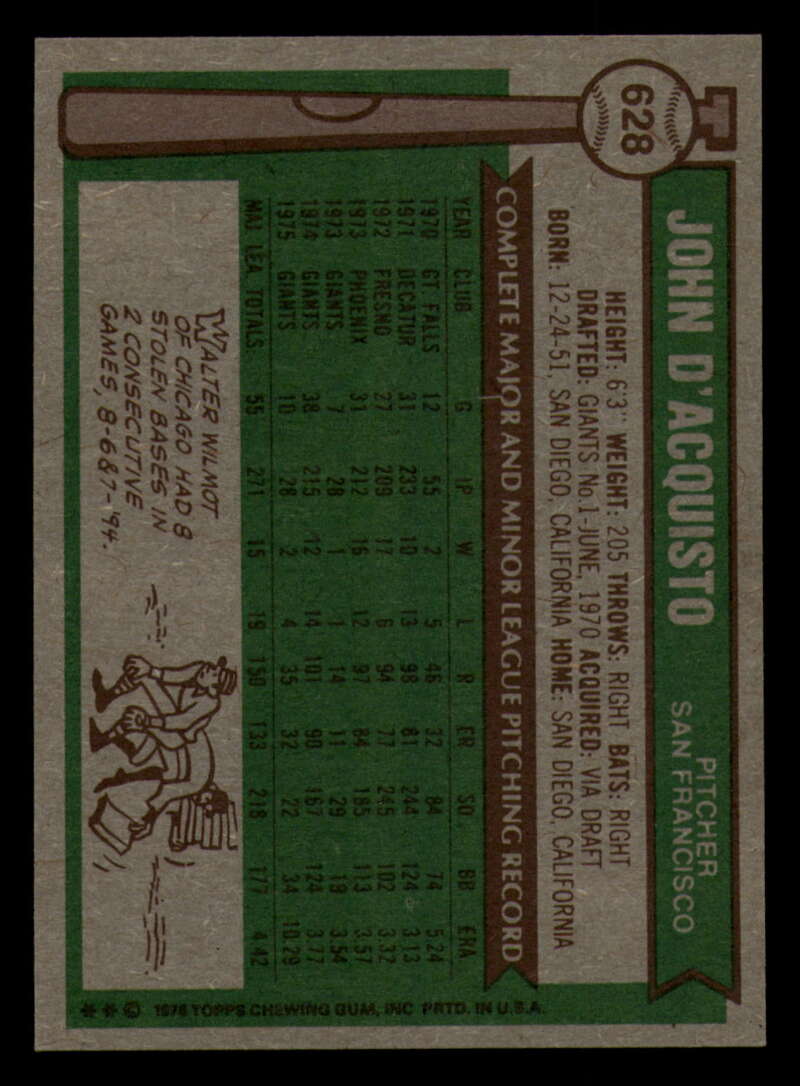 628
T
JOHN D'ACQUISTO
PITCHER
SAN FRANCISCO
HEIGHT: 6'3" WEIGHT: 205 THROWS: RIGHT BATS: RIGHT
DRAFTED: GIANTS No.1-JUNE, 1970 ACQUIRED: VIA DRAFT
BORN: 12-24-51, SAN DIEGO, CALIFORNIA HOME: SAN DIEGO, CALIFORNIA
COMPLETE MAJOR AND MINOR LEAGUE PITCHING RECORD
YEAR CLUB G IP W L R ER SO BB ERA
1970 GT. FALLS 12 55 2 5 46 32 84 74 5.24
1971 DECATUR 31 233 10 13 98 81 244 124 3.13
1972 FRESNO 27 209 17 6 94 77 245 102 3.32
1973 PHOENIX 31 212 16 12 97 84 185 113 3.57
1973 GIANTS 7 28 1 1 14 11 29 19 3.54
1974 GIANTS 38 215 12 14 101 90 167 124 3.77
1975 GIANTS 10 28 2 4 35 32 22 34 10.29
MAJ. LEA. TOTALS 55 271 15 19 150 133 218 177 4.42
WALTER WILMOT
OF CHICAGO HAD 8
STOLEN BASES IN
2 CONSECUTIVE
GAMES, 8-6&7-'94.
* * © 1976 TOPPS CHEWING GUM, INC PRTD. IN U.S.A.